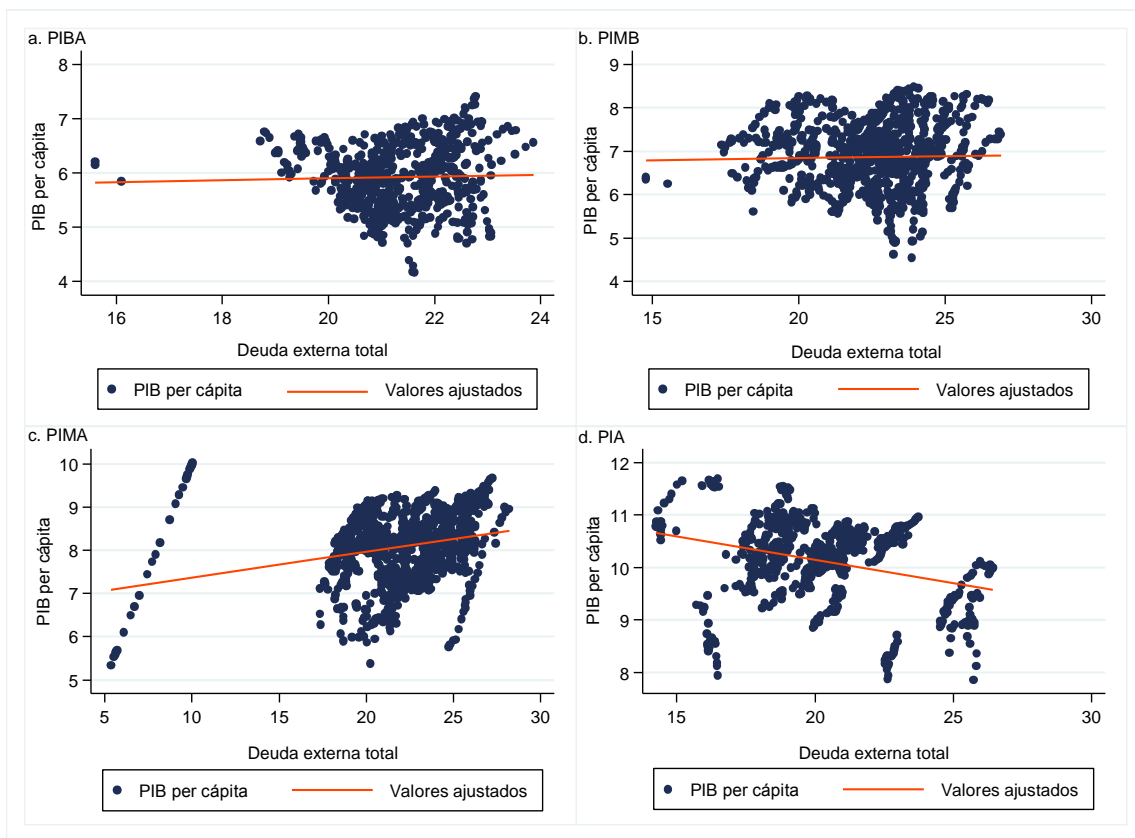 a. PIBA
PIB per cápita
8
7
6
5
4
16 18 20 22 24
Deuda externa total
PIB per cápita Valores ajustados
b. PIMB
PIB per cápita
9
8
7
6
5
4
15 20 25 30
Deuda externa total
PIB per cápita Valores ajustados
c. PIMA
PIB per cápita
10
9
8
7
6
5
5 10 15 20 25 30
Deuda externa total
PIB per cápita Valores ajustados
d. PIA
PIB per cápita
12
11
10
9
8
15 20 25 30
Deuda externa total
PIB per cápita Valores ajustados